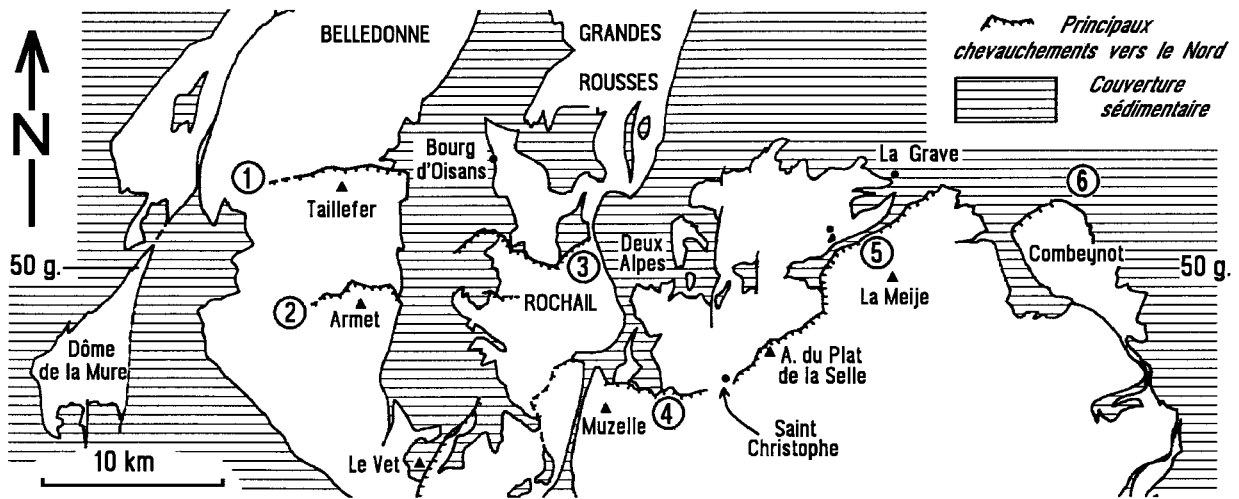 BELLEDONNE
GRANDES
ROUSSES
Principaux
chevauchements vers le Nord
Couverture
sédimentaire
N
Bourg
d'Oisans
La Grave
1
Taillefer
6
50 g.
Deux
Alpes
3
5
Combeynot
50 g.
2
Armet
ROCHAIL
La Meije
Dôme
de la Mure
A. du Plat
de la Selle
Muzelle
4
Saint
Christophe
Le Vet
10 km